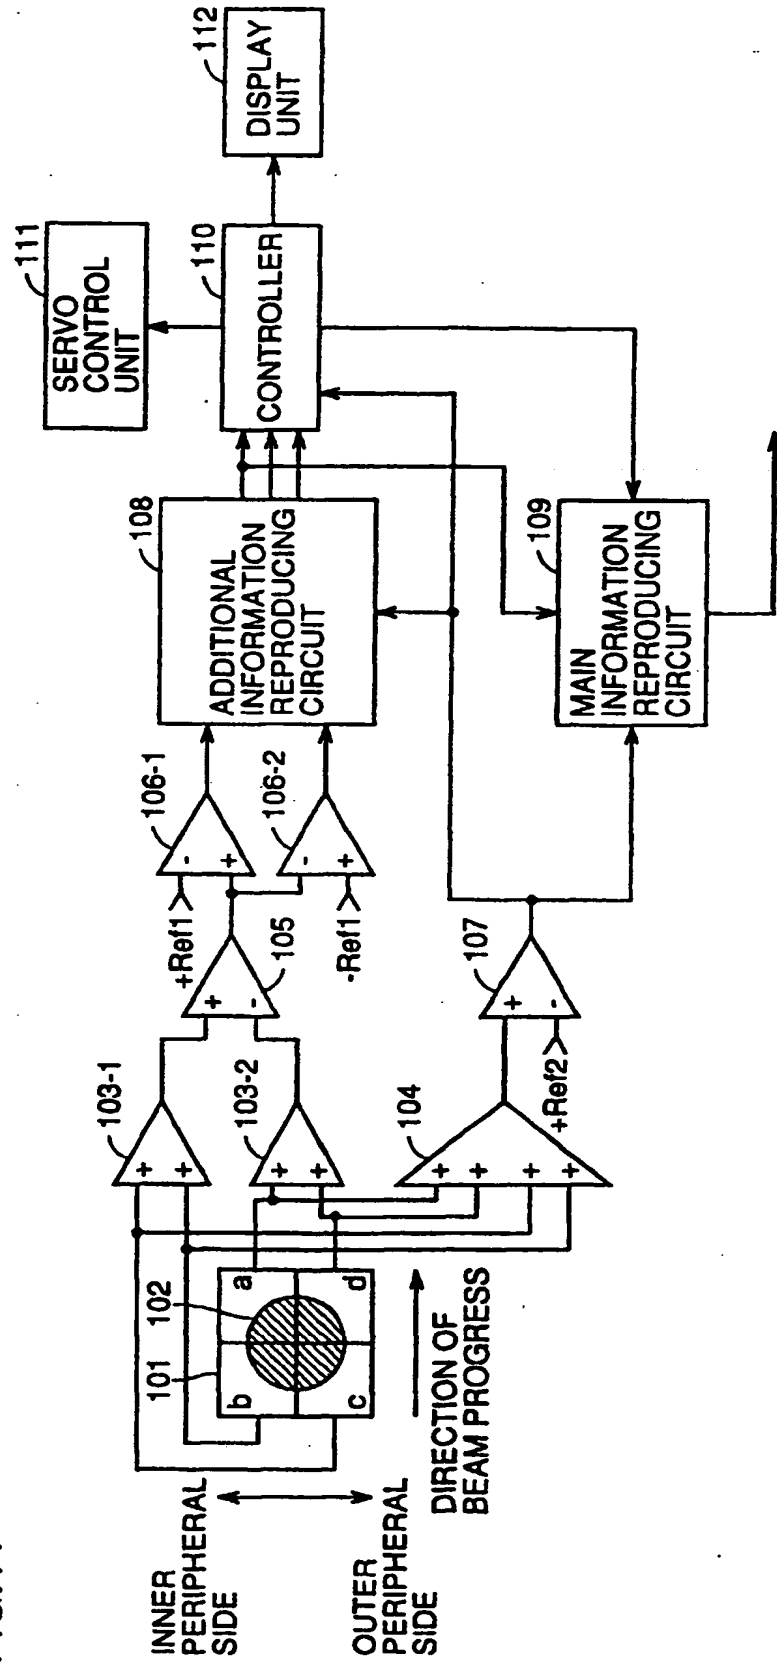 INNER
PERIPHERAL
SIDE
OUTER
PERIPHERAL
SIDE
DIRECTION OF
BEAM PROGRESS
101
102
b
a
c
d
103-1
+
+
103-2
+
+
104
+
+
+
+
105
+
-
+Ref1
106-1
-
+
106-2
-
+
-Ref1
107
+
-
+Ref2
108
ADDITIONAL
INFORMATION
REPRODUCING
CIRCUIT
109
MAIN
INFORMATION
REPRODUCING
CIRCUIT
110
CONTROLLER
111
SERVO
CONTROL
UNIT
112
DISPLAY
UNIT